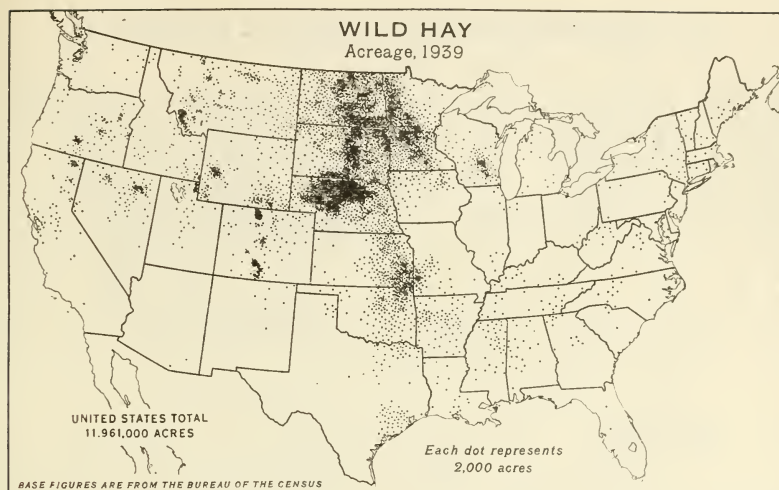 WILD HAY
Acreage, 1939
UNITED STATES TOTAL
11,961,000 ACRES
Each dot represents
2,000 acres
BASE FIGURES ARE FROM THE BUREAU OF THE CENSUS